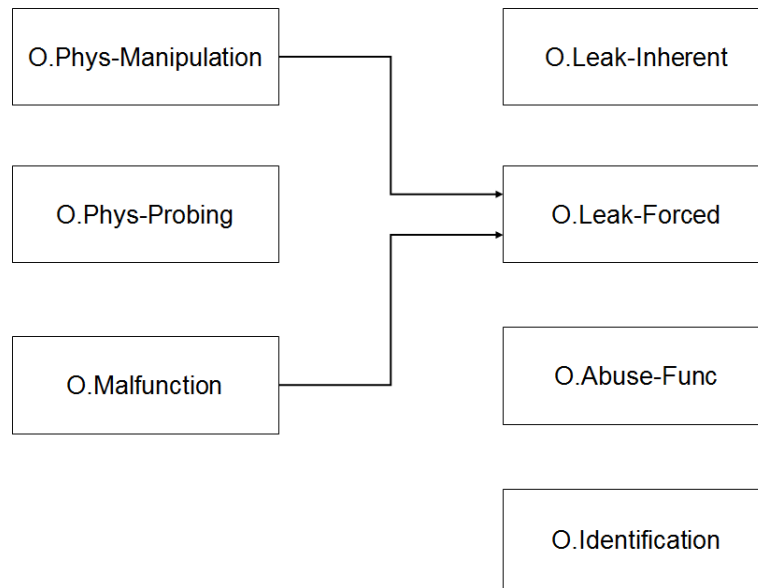 O.Phys-Manipulation
O.Leak-Inherent
O.Phys-Probing
O.Leak-Forced
O.Malfunction
O.Abuse-Func
O.Identification